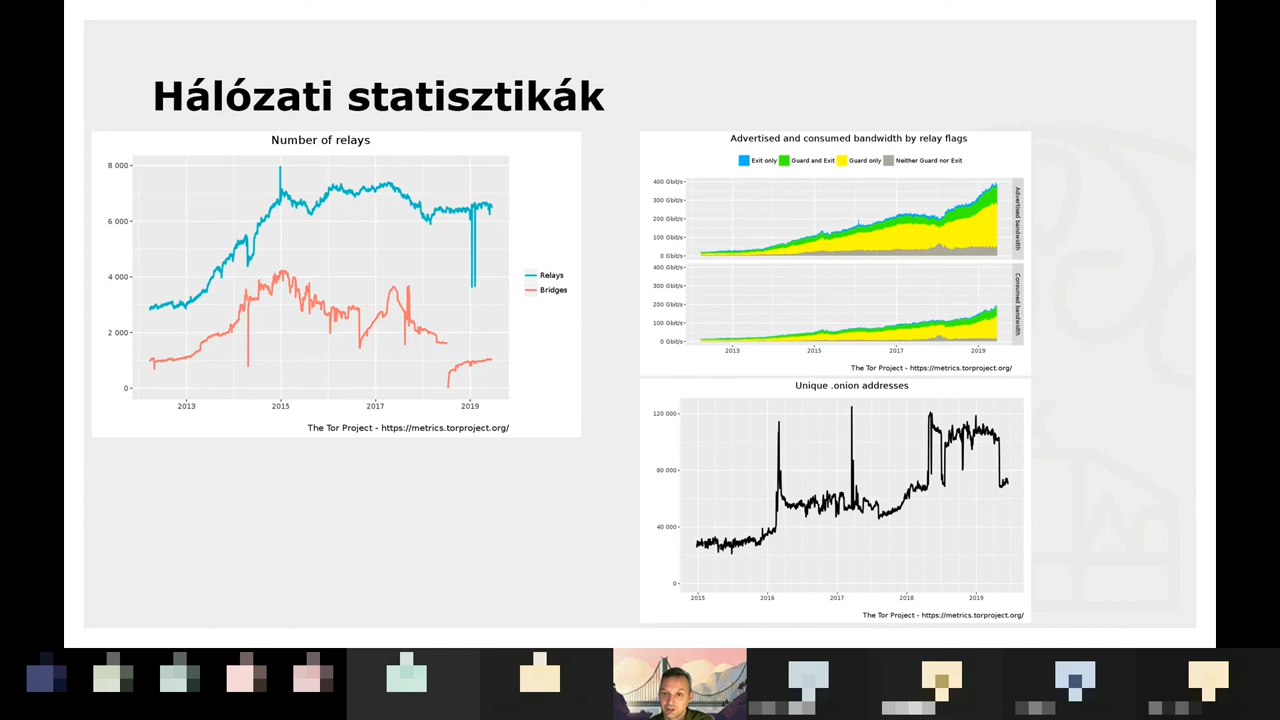 Hálózati statisztikák
Number of relays
8 000
6 000
4 000
2 000
0
2013 2015 2017 2019
Relays
Bridges
The Tor Project - https://metrics.torproject.org/
Advertised and consumed bandwidth by relay flags
Exit only Guard and Exit Guard only Neither Guard nor Exit
400 Gbit/s
300 Gbit/s
200 Gbit/s
100 Gbit/s
0 Gbit/s
Advertised bandwidth
400 Gbit/s
300 Gbit/s
200 Gbit/s
100 Gbit/s
0 Gbit/s
Consumed bandwidth
2013 2015 2017 2019
The Tor Project - https://metrics.torproject.org/
Unique .onion addresses
120 000
80 000
40 000
0
2015 2016 2017 2018 2019
The Tor Project - https://metrics.torproject.org/